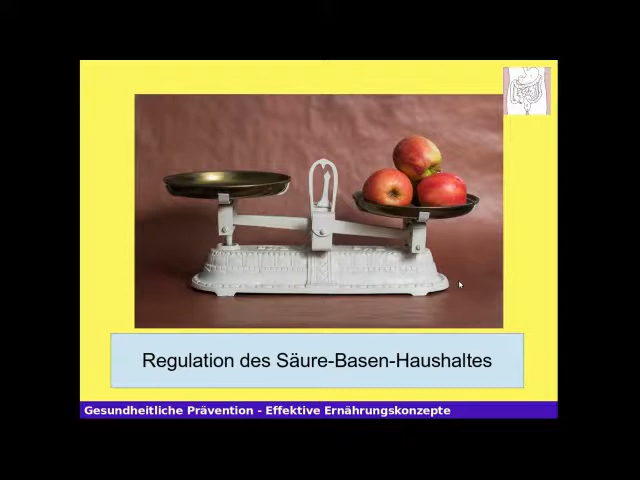 Regulation des Säure-Basen-Haushaltes
Gesundheitliche Prävention - Effektive Ernährungskonzepte